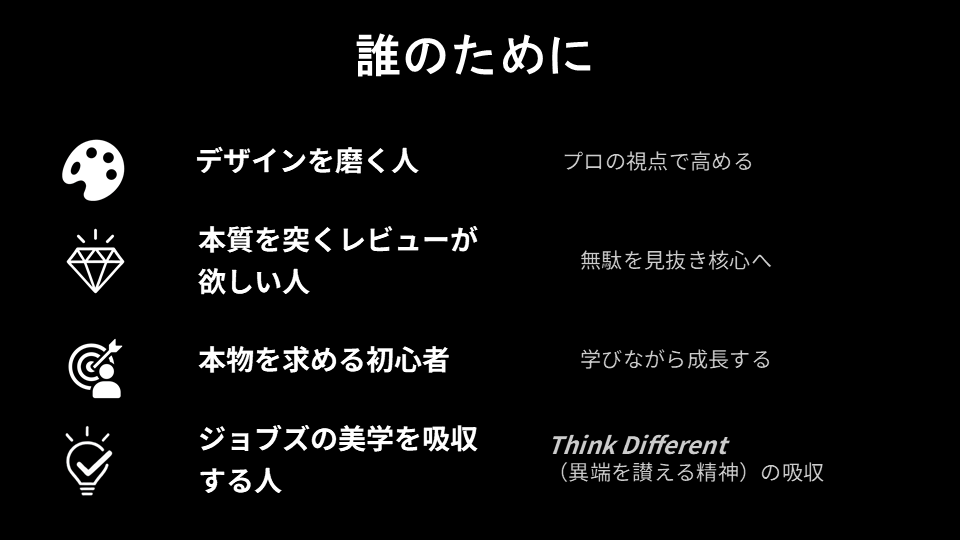 誰のために
デザインを磨く人
プロの視点で高める
本質を突くレビューが
欲しい人
無駄を見抜き核心へ
本物を求める初心者
学びながら成長する
ジョブズの美学を吸収
する人
Think Different
（異端を讃える精神）の吸収